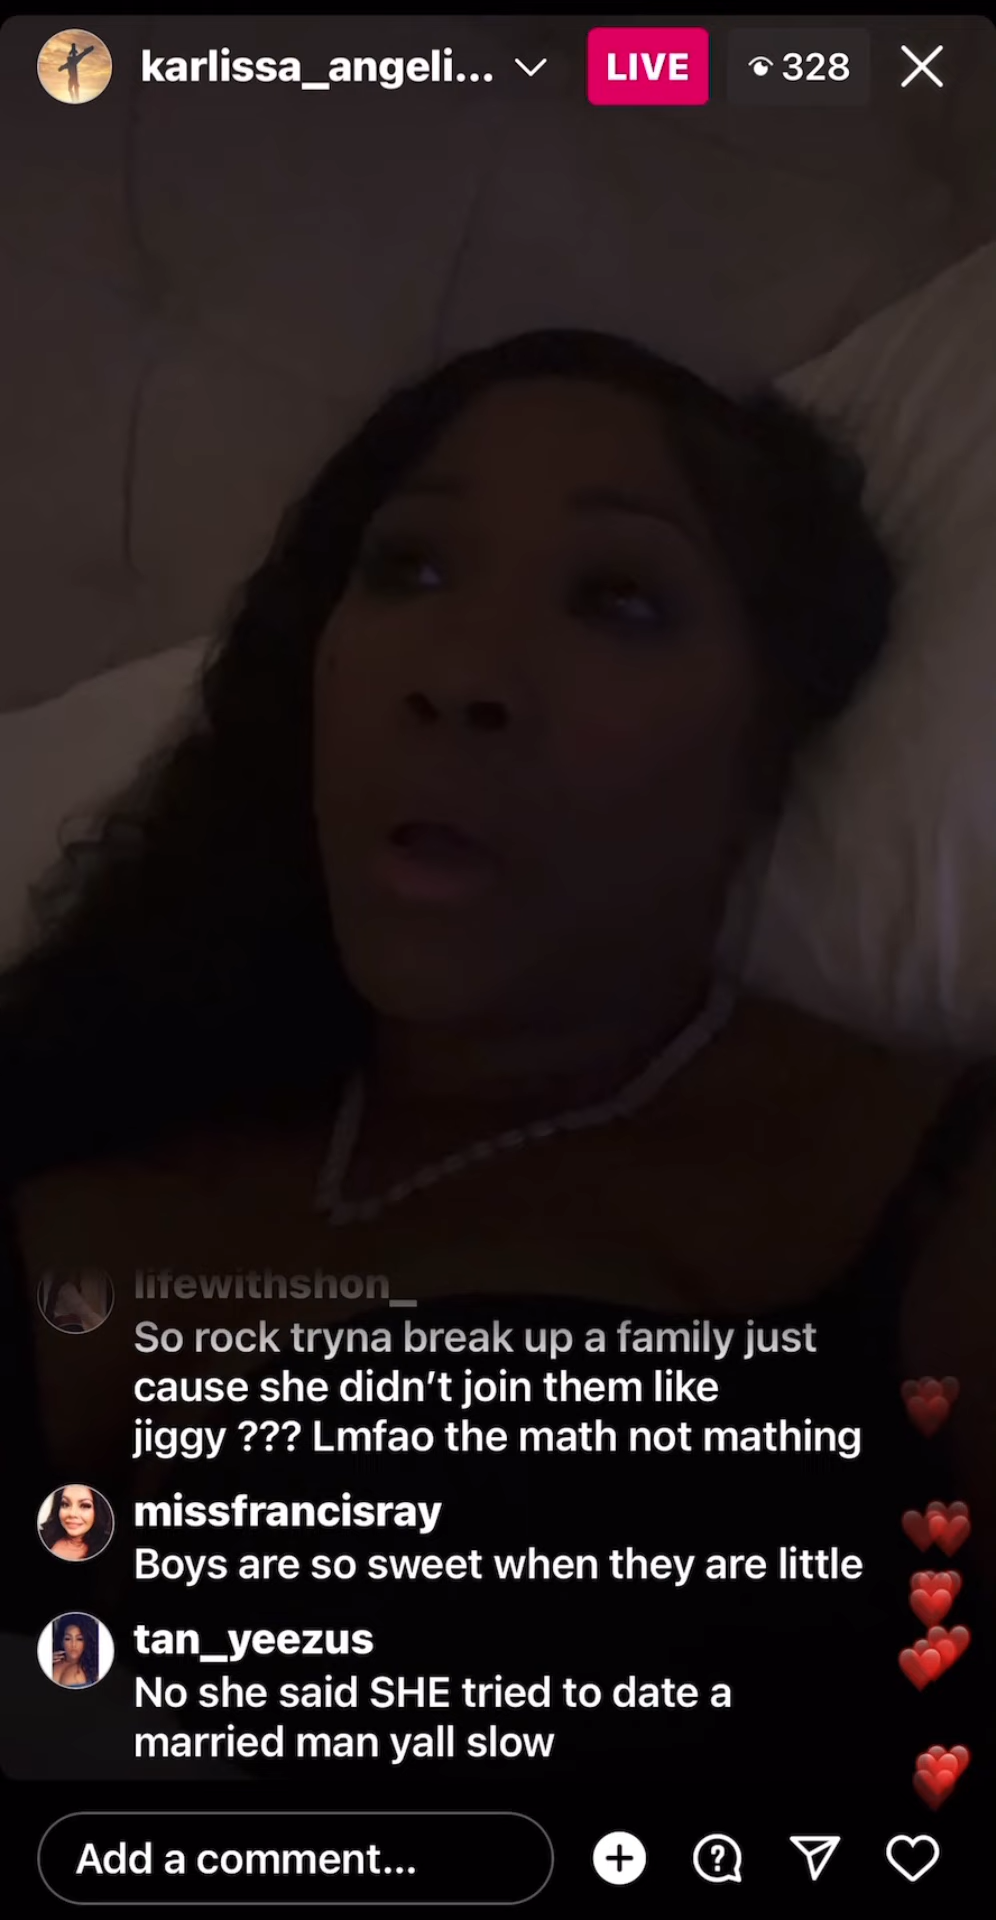 karlissa_angeli...
LIVE
328
lifewithshon_
So rock tryna break up a family just
cause she didn’t join them like
jiggy ??? Lmfao the math not mathing
missfrancisray
Boys are so sweet when they are little
tan_yeezus
No she said SHE tried to date a
married man yall slow
Add a comment...